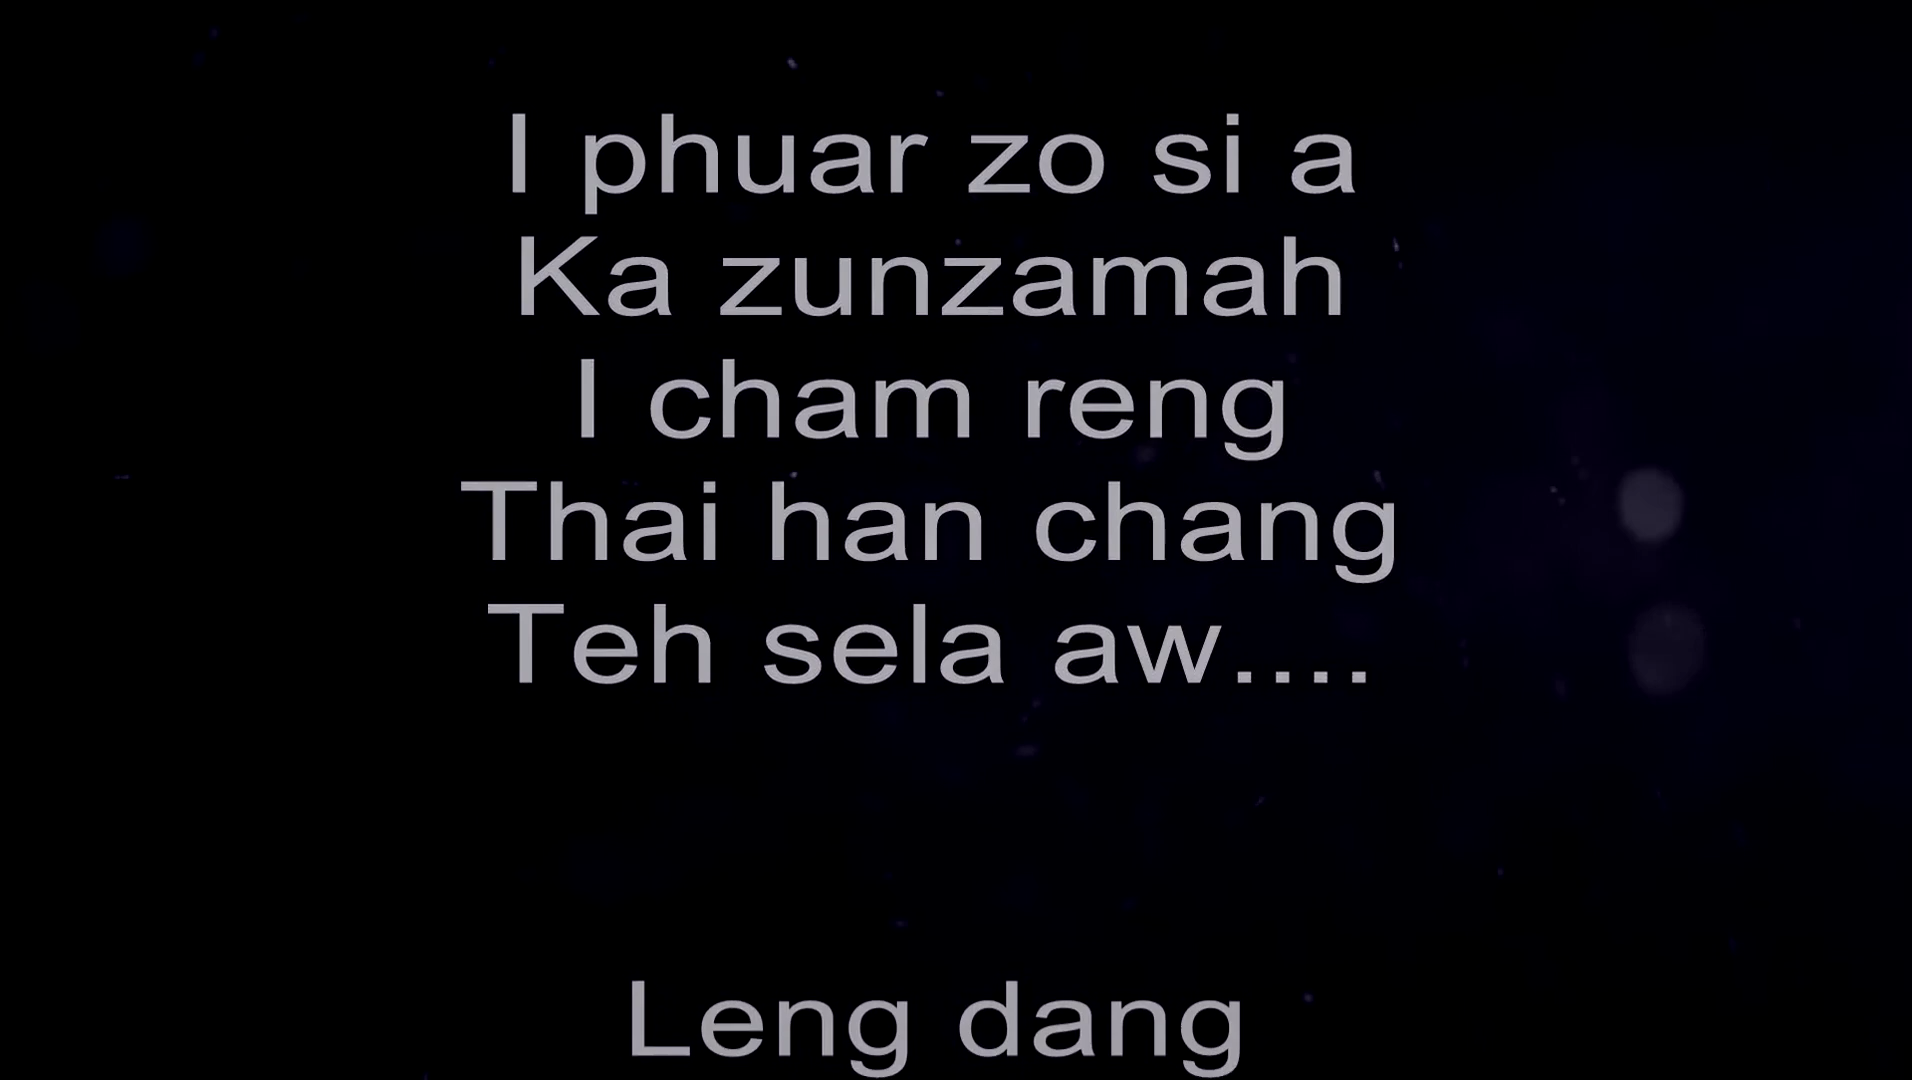 I phuar zo si a
Ka zunzamah
I cham reng
Thai han chang
Teh sela aw....
Leng dang